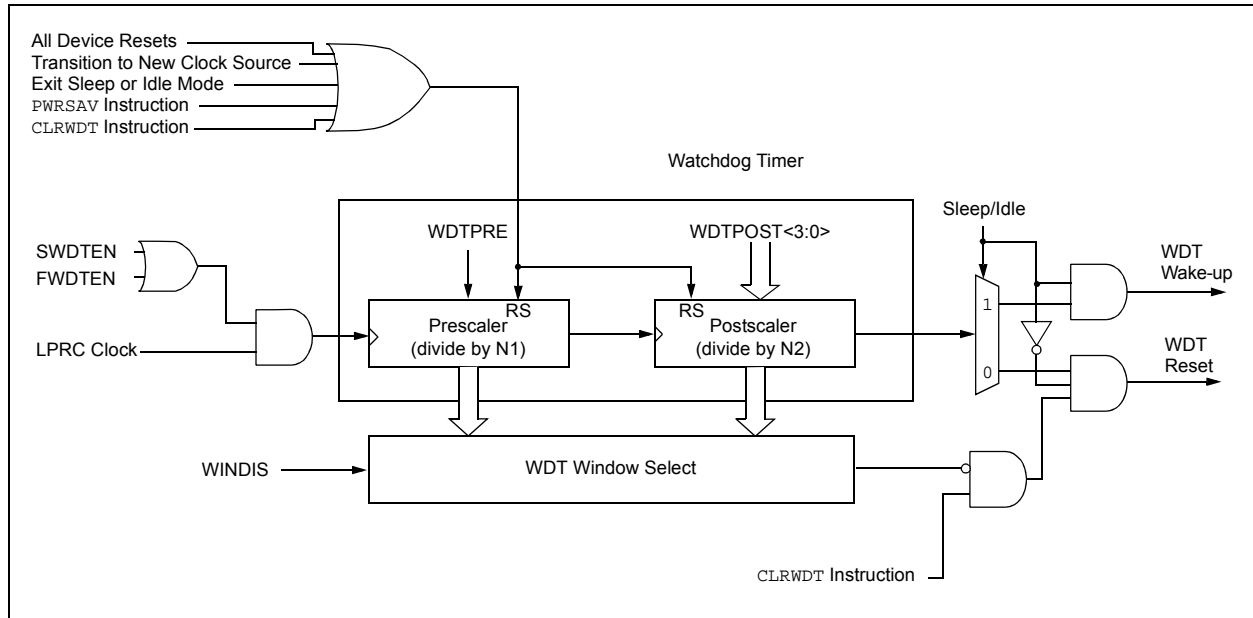 All Device Resets
Transition to New Clock Source
Exit Sleep or Idle Mode
PWRSAV Instruction
CLRWDT Instruction
Watchdog Timer
Sleep/Idle
WDTPRE
WDTPOST<3:0>
SWDTEN
FWDTEN
WDT
Wake-up
RS
RS
1
Prescaler
(divide by N1)
Postscaler
(divide by N2)
LPRC Clock
WDT
Reset
0
WINDIS
WDT Window Select
CLRWDT Instruction